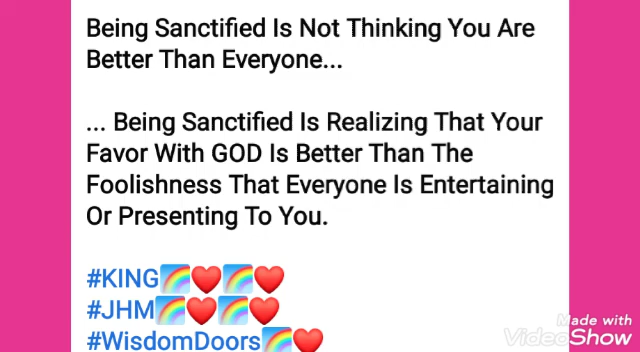 Being Sanctified Is Not Thinking You Are
Better Than Everyone...
... Being Sanctified Is Realizing That Your
Favor With GOD Is Better Than The
Foolishness That Everyone Is Entertaining
Or Presenting To You.
#KING🌈❤️🌈❤️
#JHM🌈❤️🌈❤️
#WisdomDoors🌈❤️
Made with
VideoShow